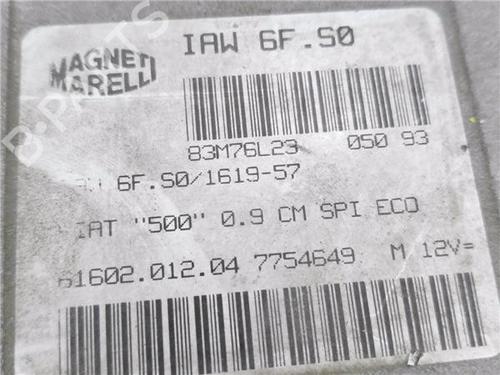 IAW 6F.S0
MAGNETI
MARELLI
83M76L23 050 93
6F.S0/1619-57
"500" 0.9 CM SPI ECO
61602.012.04 7754649 M 12V=